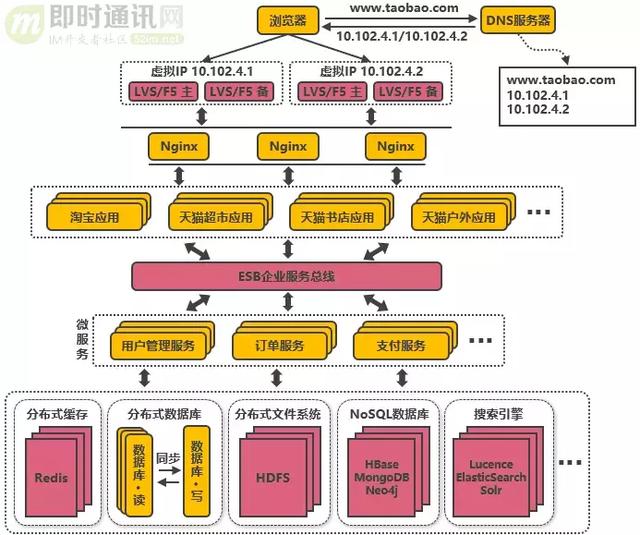 即时通讯网
IM开发者社区 52im.net
浏览器
www.taobao.com
10.102.4.1/10.102.4.2
DNS服务器
www.taobao.com
10.102.4.1
10.102.4.2
虚拟IP 10.102.4.1
虚拟IP 10.102.4.2
LVS/F5 主
LVS/F5 备
LVS/F5 主
LVS/F5 备
Nginx
Nginx
Nginx
淘宝应用
天猫超市应用
天猫书店应用
天猫户外应用
ESB企业服务总线
微服务
用户管理服务
订单服务
支付服务
分布式缓存
分布式数据库
分布式文件系统
NoSQL数据库
搜索引擎
Redis
数据库·读
同步
数据库·写
HDFS
HBase
MongoDB
Neo4j
Lucence
ElasticSearch
Solr